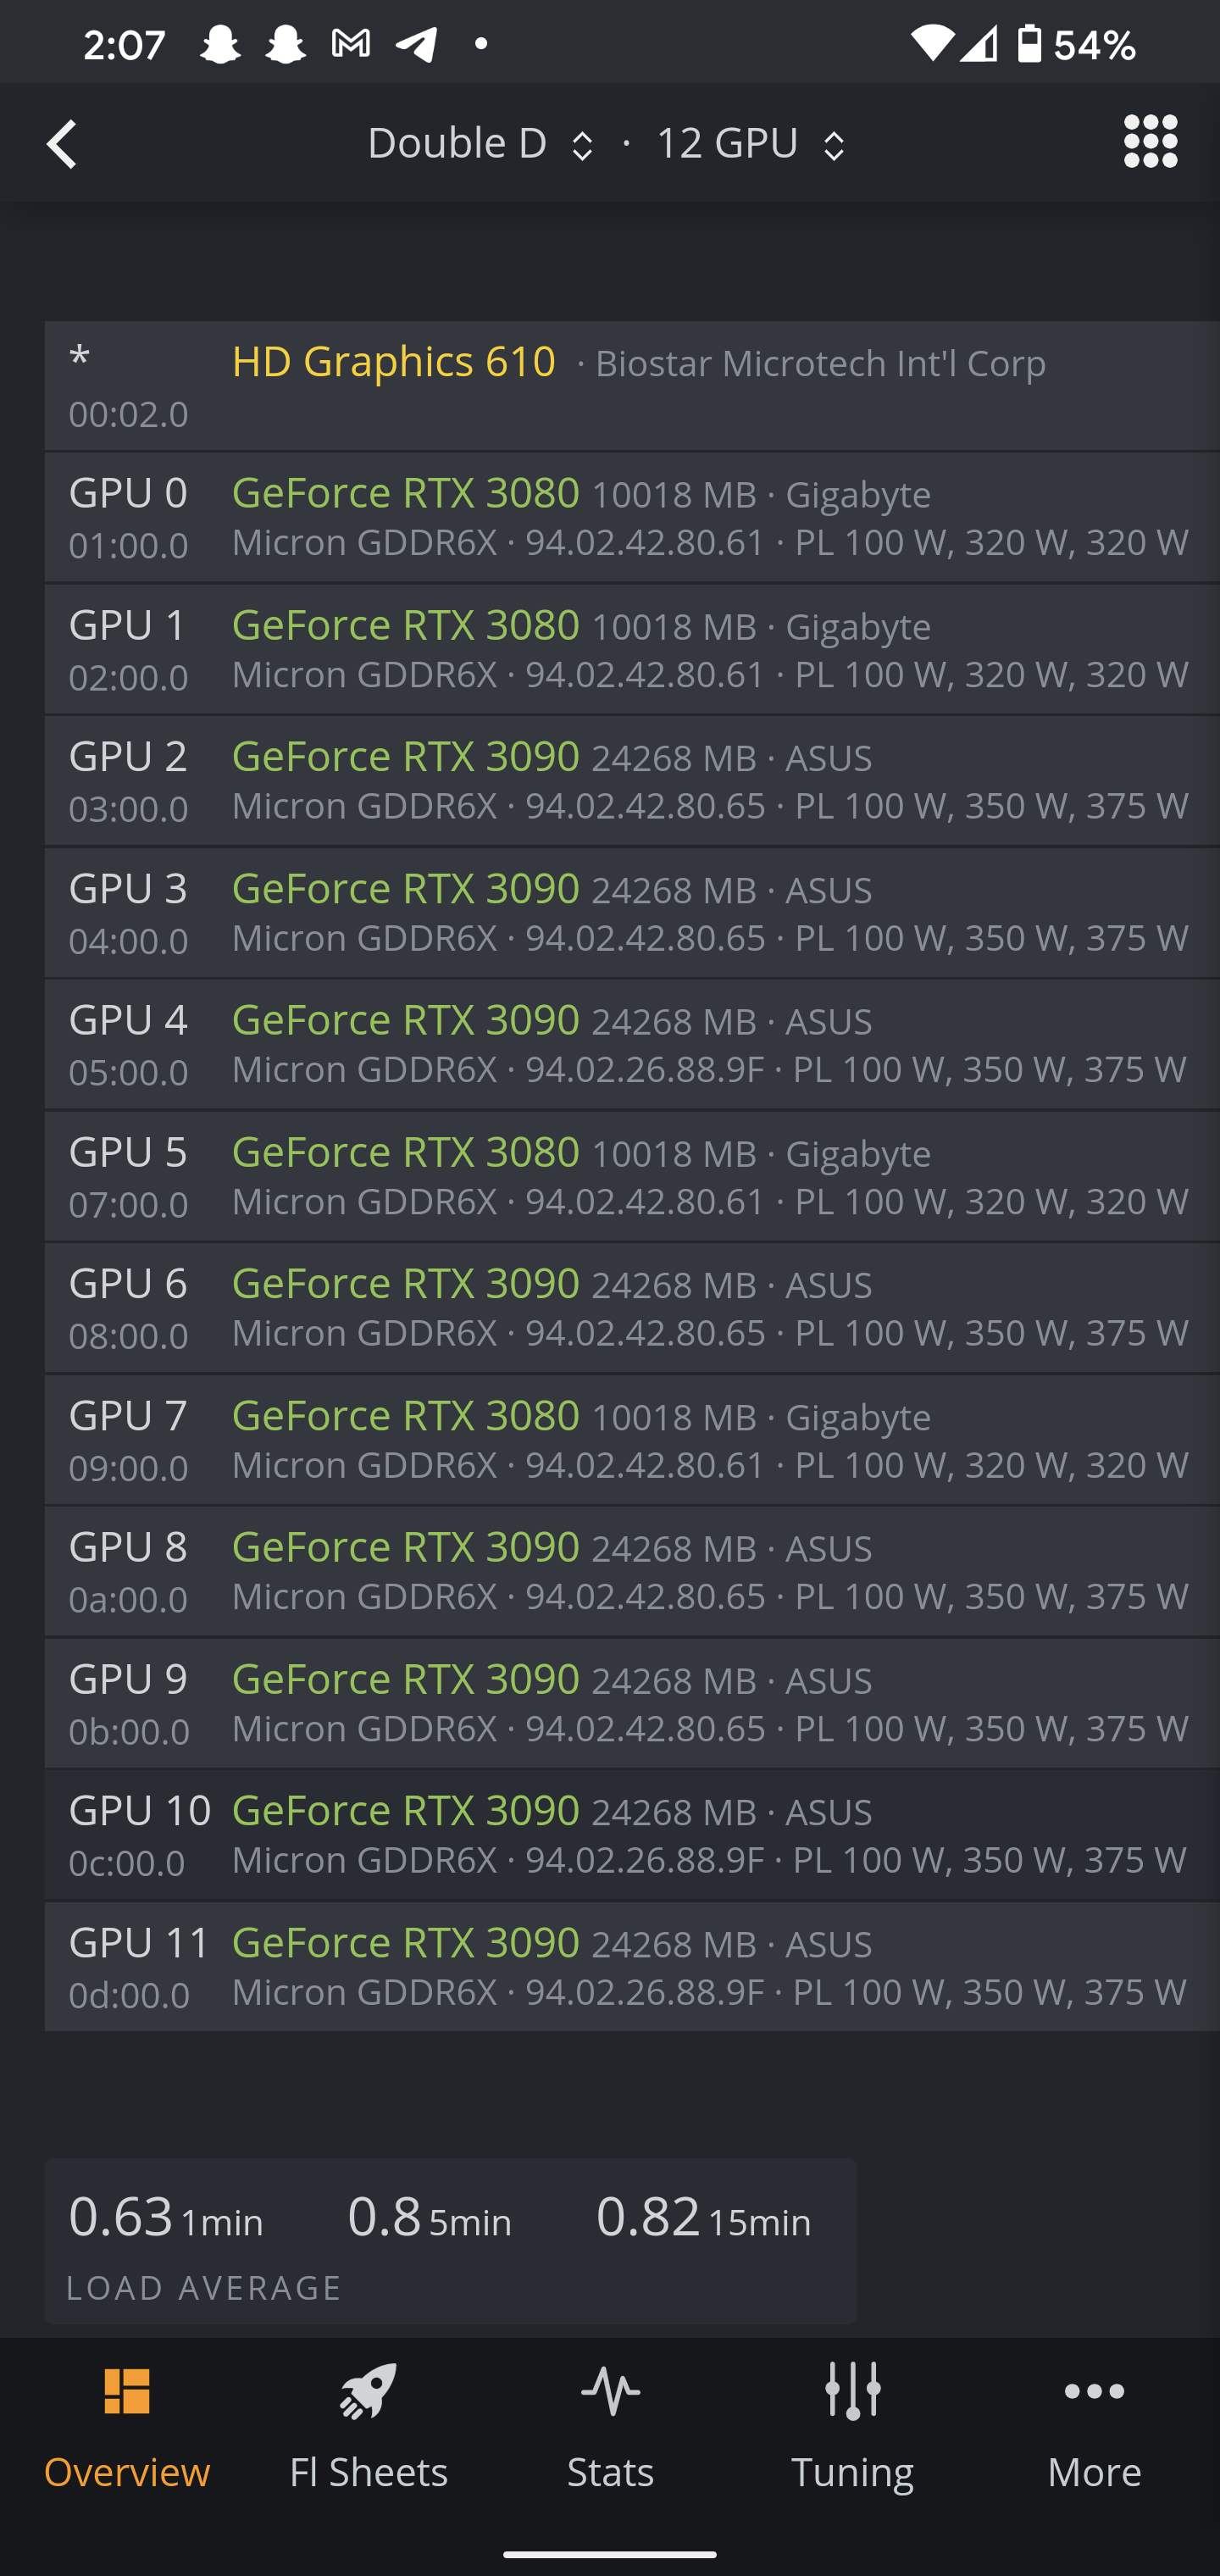 2:07 54%
Double D · 12 GPU
* HD Graphics 610 · Biostar Microtech Int'l Corp
00:02.0
GPU 0 GeForce RTX 3080 10018 MB · Gigabyte
01:00.0 Micron GDDR6X · 94.02.42.80.61 · PL 100 W, 320 W, 320 W
GPU 1 GeForce RTX 3080 10018 MB · Gigabyte
02:00.0 Micron GDDR6X · 94.02.42.80.61 · PL 100 W, 320 W, 320 W
GPU 2 GeForce RTX 3090 24268 MB · ASUS
03:00.0 Micron GDDR6X · 94.02.42.80.65 · PL 100 W, 350 W, 375 W
GPU 3 GeForce RTX 3090 24268 MB · ASUS
04:00.0 Micron GDDR6X · 94.02.42.80.65 · PL 100 W, 350 W, 375 W
GPU 4 GeForce RTX 3090 24268 MB · ASUS
05:00.0 Micron GDDR6X · 94.02.26.88.9F · PL 100 W, 350 W, 375 W
GPU 5 GeForce RTX 3080 10018 MB · Gigabyte
07:00.0 Micron GDDR6X · 94.02.42.80.61 · PL 100 W, 320 W, 320 W
GPU 6 GeForce RTX 3090 24268 MB · ASUS
08:00.0 Micron GDDR6X · 94.02.42.80.65 · PL 100 W, 350 W, 375 W
GPU 7 GeForce RTX 3080 10018 MB · Gigabyte
09:00.0 Micron GDDR6X · 94.02.42.80.61 · PL 100 W, 320 W, 320 W
GPU 8 GeForce RTX 3090 24268 MB · ASUS
0a:00.0 Micron GDDR6X · 94.02.42.80.65 · PL 100 W, 350 W, 375 W
GPU 9 GeForce RTX 3090 24268 MB · ASUS
0b:00.0 Micron GDDR6X · 94.02.42.80.65 · PL 100 W, 350 W, 375 W
GPU 10 GeForce RTX 3090 24268 MB · ASUS
0c:00.0 Micron GDDR6X · 94.02.26.88.9F · PL 100 W, 350 W, 375 W
GPU 11 GeForce RTX 3090 24268 MB · ASUS
0d:00.0 Micron GDDR6X · 94.02.26.88.9F · PL 100 W, 350 W, 375 W
0.63 1min 0.8 5min 0.82 15min
LOAD AVERAGE
Overview Fl Sheets Stats Tuning More